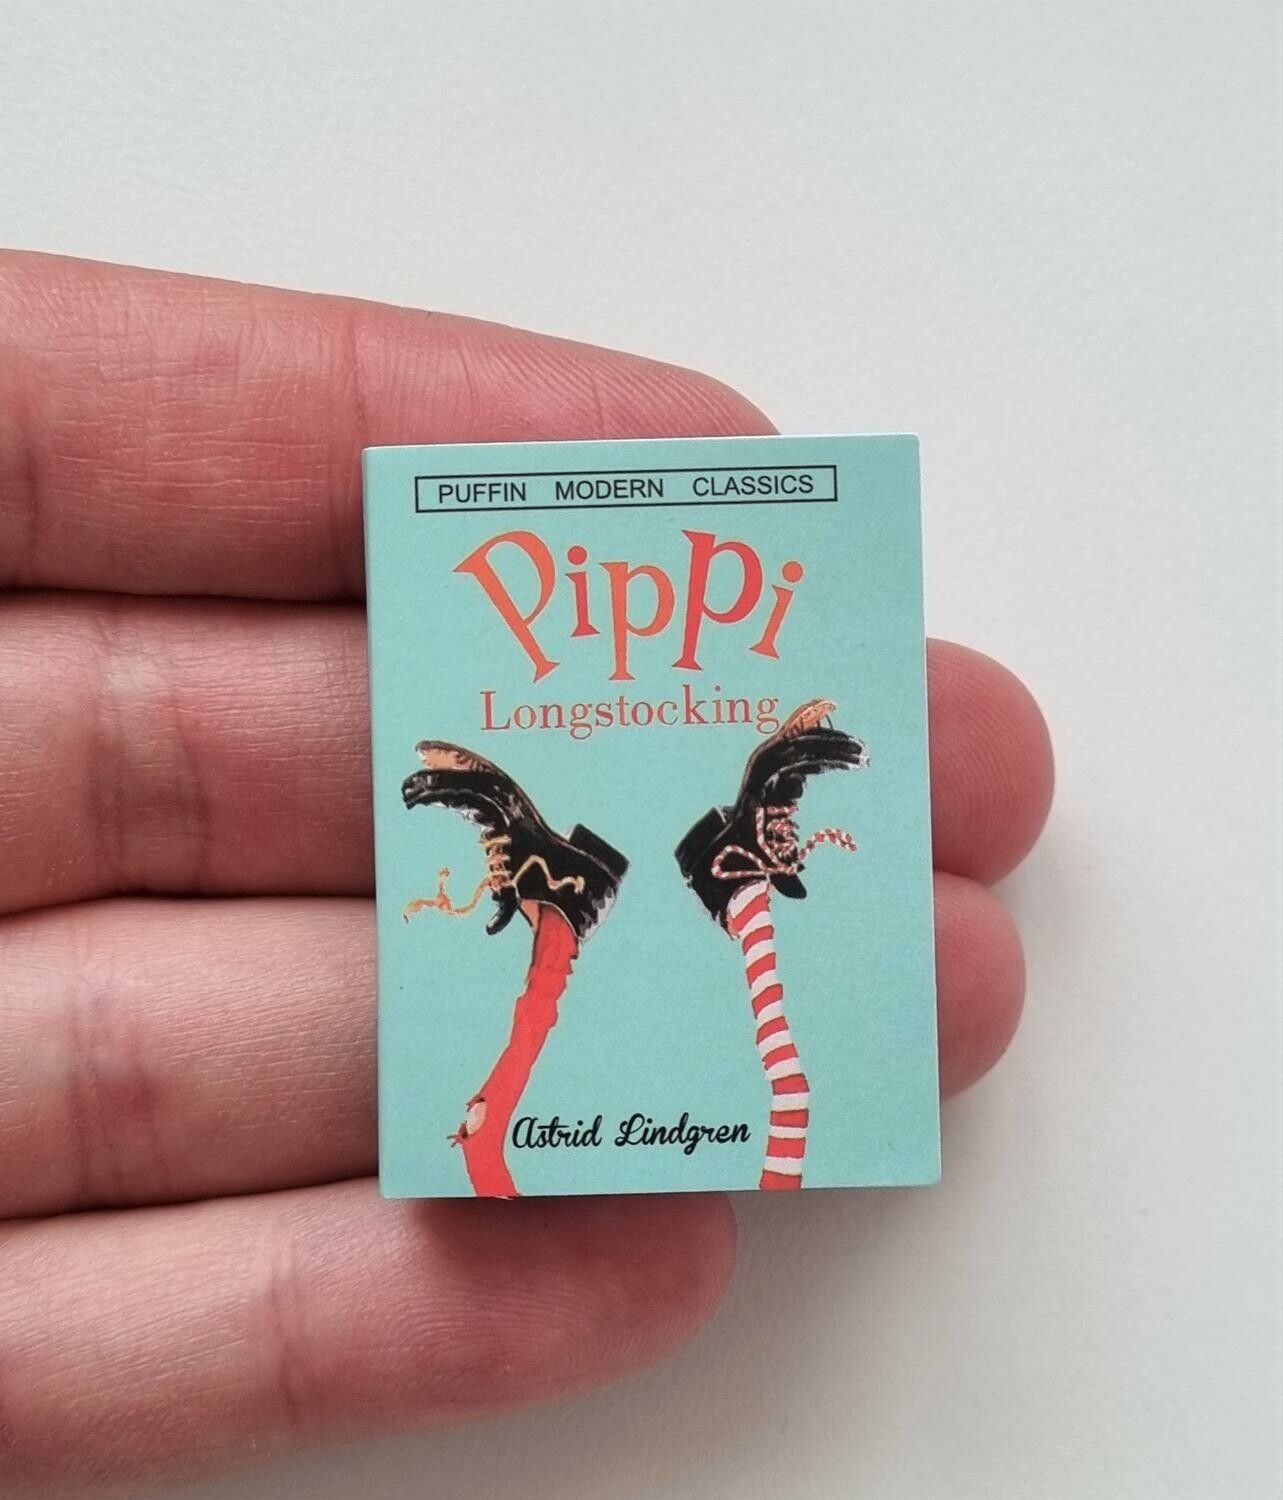 PUFFIN MODERN CLASSICS
Pippi
Longstocking
Astrid Lindgren